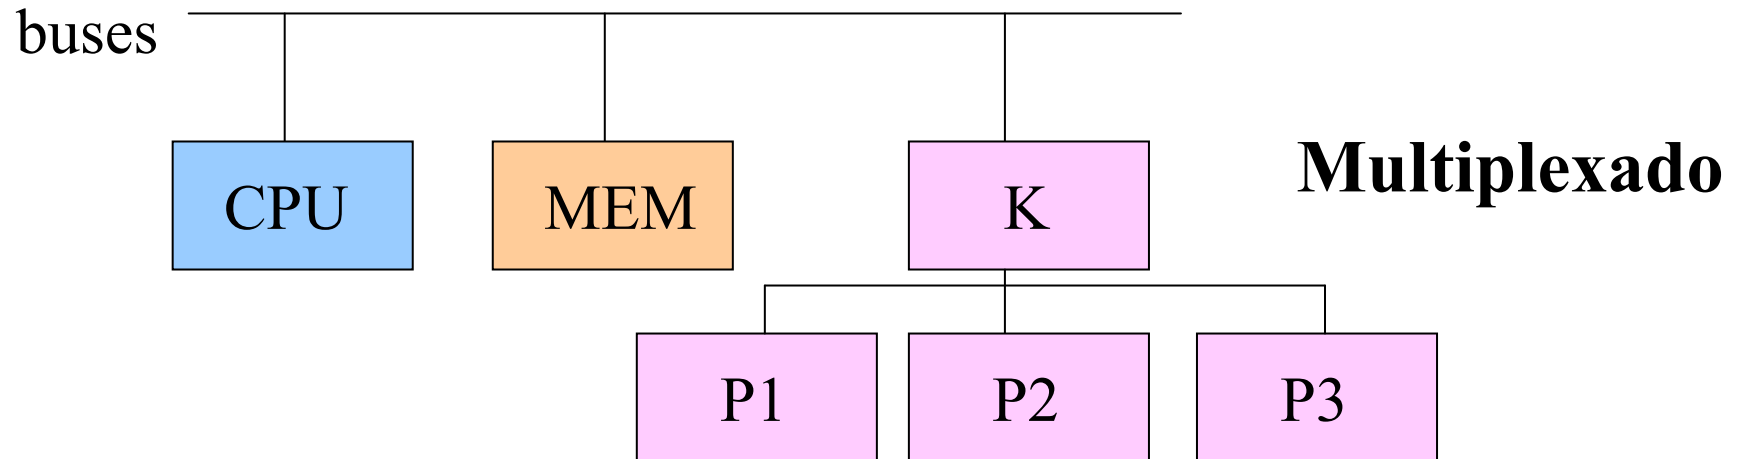 buses
CPU
MEM
K
Multiplexado
P1
P2
P3